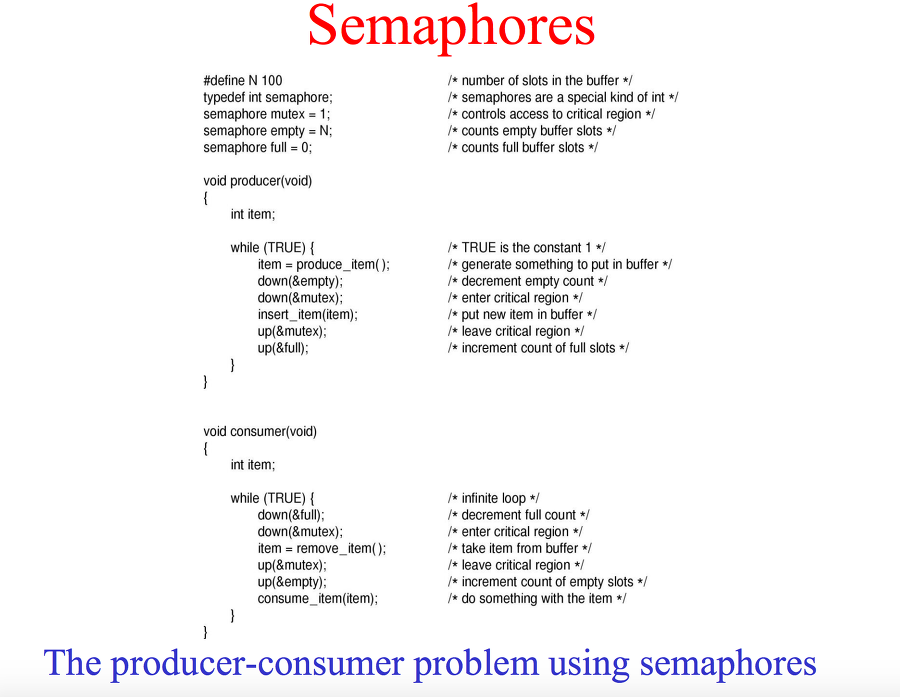 Semaphores
#define N 100 /* number of slots in the buffer */
typedef int semaphore; /* semaphores are a special kind of int */
semaphore mutex = 1; /* controls access to critical region */
semaphore empty = N; /* counts empty buffer slots */
semaphore full = 0; /* counts full buffer slots */
void producer(void)
{
int item;
while (TRUE) { /* TRUE is the constant 1 */
item = produce_item( ); /* generate something to put in buffer */
down(&empty); /* decrement empty count */
down(&mutex); /* enter critical region */
insert_item(item); /* put new item in buffer */
up(&mutex); /* leave critical region */
up(&full); /* increment count of full slots */
}
}
void consumer(void)
{
int item;
while (TRUE) { /* infinite loop */
down(&full); /* decrement full count */
down(&mutex); /* enter critical region */
item = remove_item( ); /* take item from buffer */
up(&mutex); /* leave critical region */
up(&empty); /* increment count of empty slots */
consume_item(item); /* do something with the item */
}
}
The producer-consumer problem using semaphores